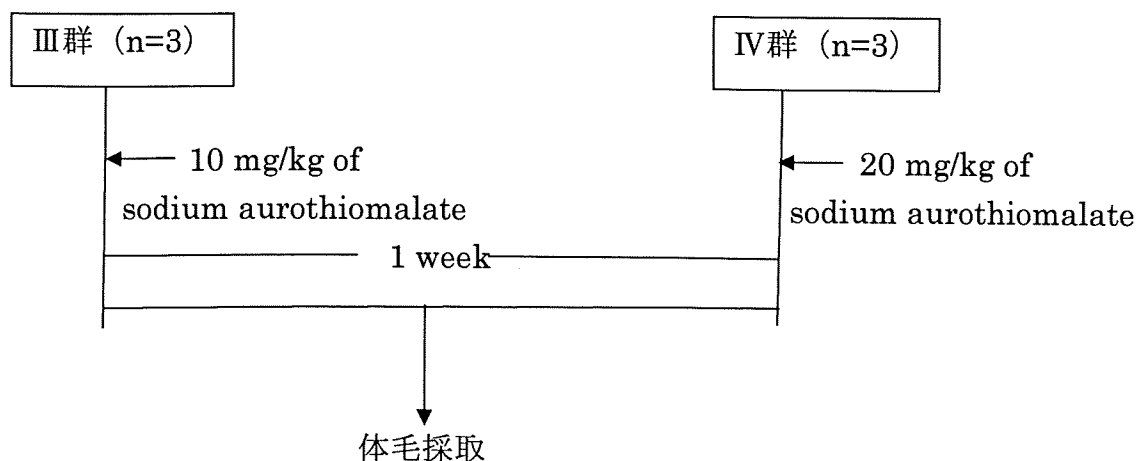 Ⅲ群 (n=3)
Ⅳ群 (n=3)
10 mg/kg of
sodium aurothiomalate
20 mg/kg of
sodium aurothiomalate
1 week
体毛採取